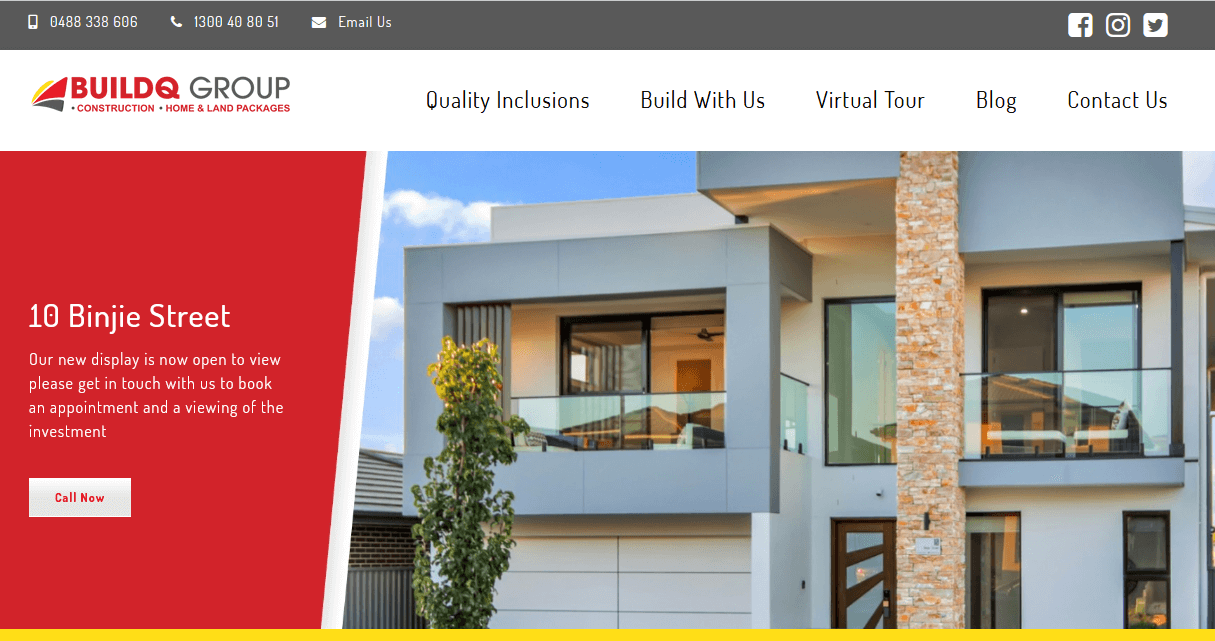 0488 338 606 1300 40 80 51 Email Us
BUILDQ GROUP
• CONSTRUCTION • HOME & LAND PACKAGES
Quality Inclusions Build With Us Virtual Tour Blog Contact Us
10 Binjie Street
Our new display is now open to view
please get in touch with us to book
an appointment and a viewing of the
investment
Call Now